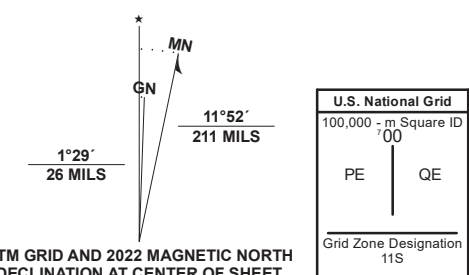 ★
MN
GN
1°29´
26 MILS
11°52´
211 MILS
TM GRID AND 2022 MAGNETIC NORTH
DECLINATION AT CENTER OF SHEET
U.S. National Grid
100,000 - m Square ID
⁷00
PE
QE
Grid Zone Designation
11S